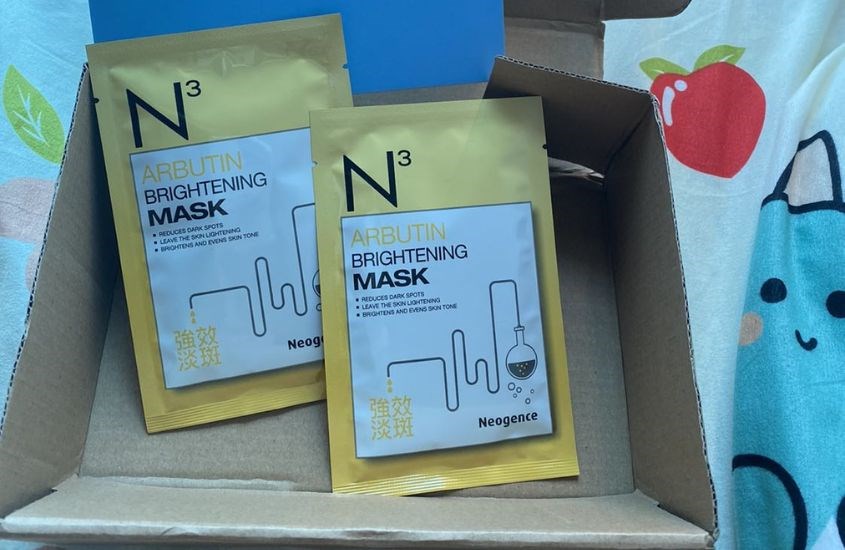 N³
ARBUTIN
BRIGHTENING
MASK
■ REDUCES DARK SPOTS
■ LEAVE THE SKIN LIGHTENING
■ BRIGHTENS AND EVENS SKIN TONE
強效
淡斑
Neoge
N³
ARBUTIN
BRIGHTENING
MASK
■ REDUCES DARK SPOTS
■ LEAVE THE SKIN LIGHTENING
■ BRIGHTENS AND EVENS SKIN TONE
強效
淡斑
Neogence